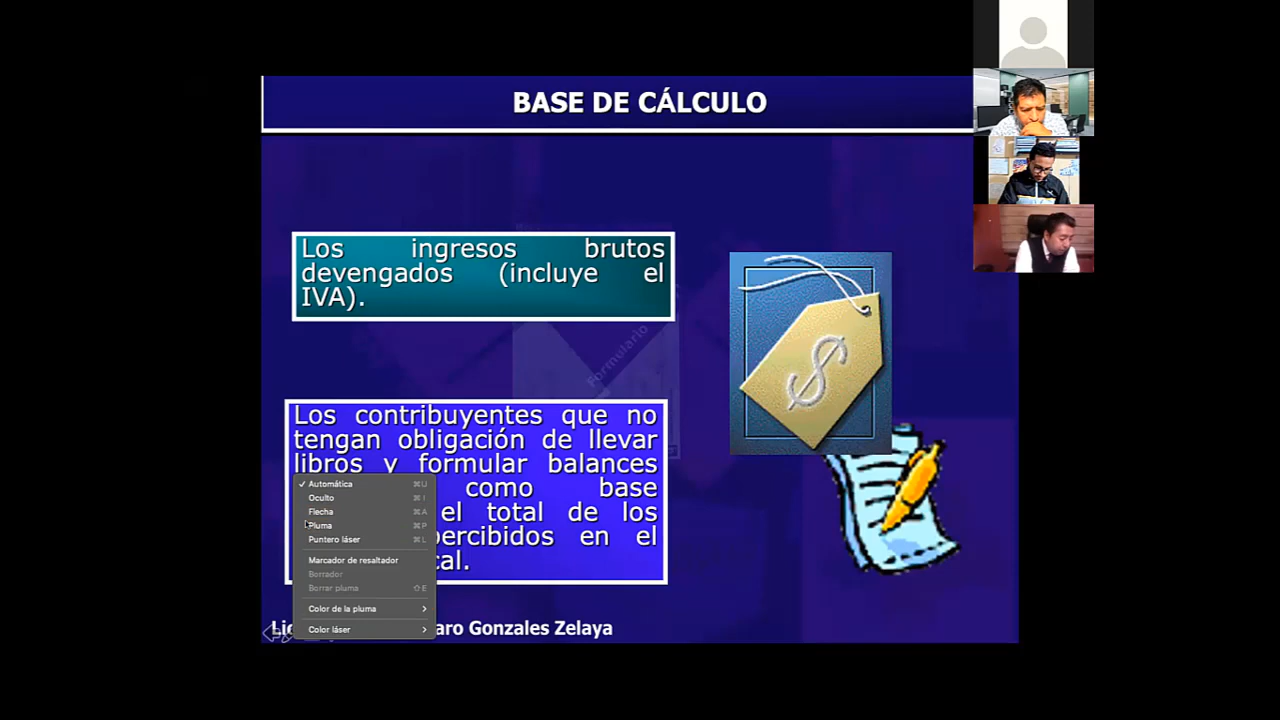 BASE DE CÁLCULO
Los ingresos brutos
devengados (incluye el
IVA).
Formulario
Los contribuyentes que no
tengan obligación de llevar
libros y formular balances
como base
el total de los
percibidos en el
cal.
✓ Automática ⌘U
Oculto ⌘I
Flecha ⌘A
Pluma ⌘P
Puntero láser ⌘L
Marcador de resaltador
Borrador
Borrar pluma ⇧E
Color de la pluma >
Color láser >
Lic aro Gonzales Zelaya